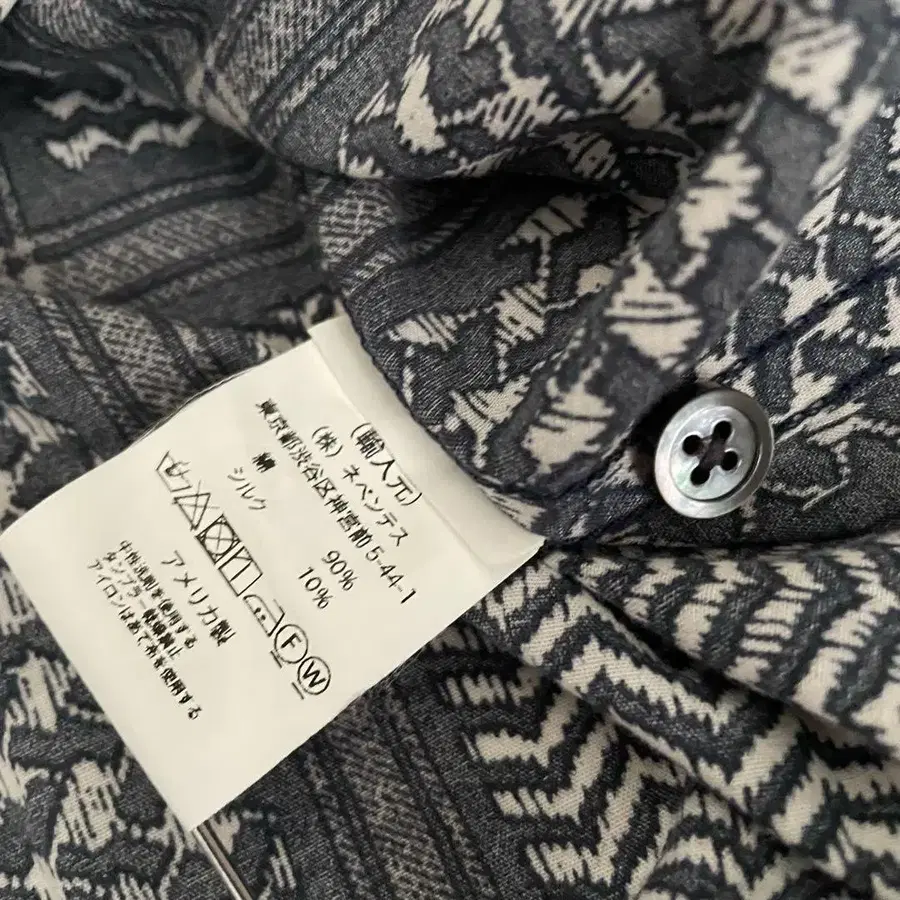 (輸入元)
(株) ネペンテス
東京都渋谷区神宮前5-44-1
綿 90%
シルク 10%
F W
アメリカ製
中性洗剤を使用する
タンブラー乾燥禁止
アイロンはあて布を使用する